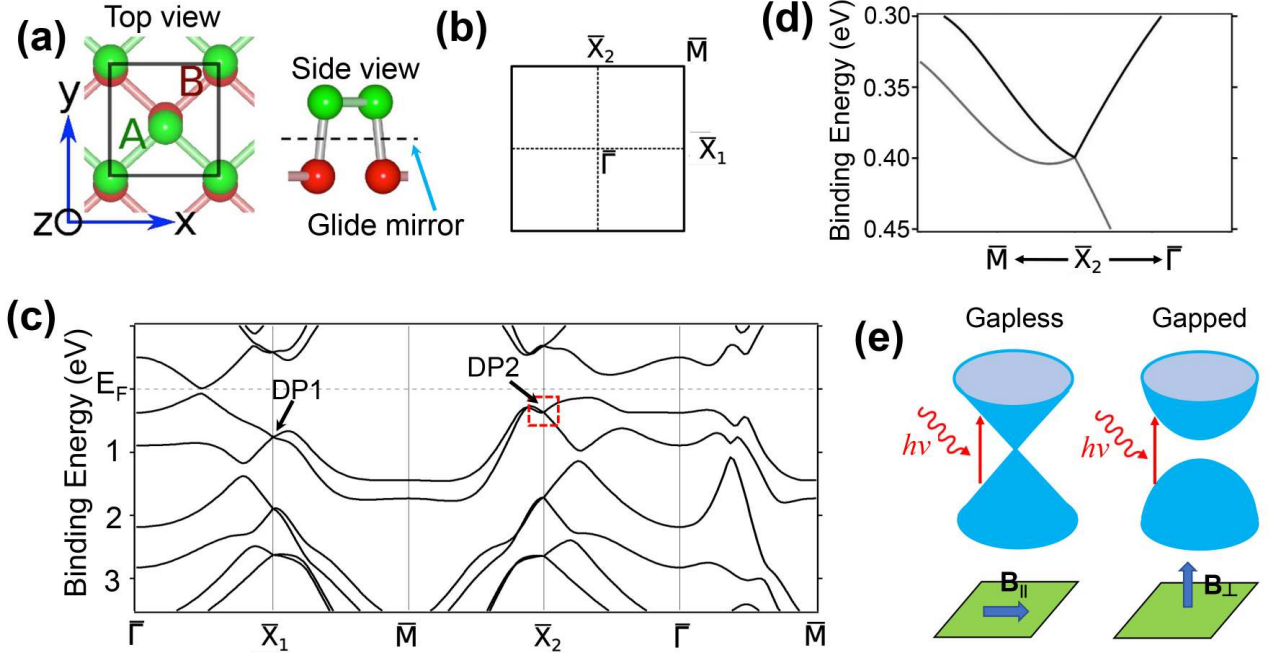 (a)
Top view
B
A
y
z
x
Side view
Glide mirror
(b)
X̄₂
M̄
Γ̄
X̄₁
(c)
Binding Energy (eV)
E_F
1
2
3
DP1
DP2
Γ̄
X̄₁
M̄
X̄₂
Γ̄
M̄
(d)
Binding Energy (eV)
0.30
0.35
0.40
0.45
M̄
X̄₂
Γ̄
(e)
Gapless
Gapped
hν
hν
B∥
B⊥